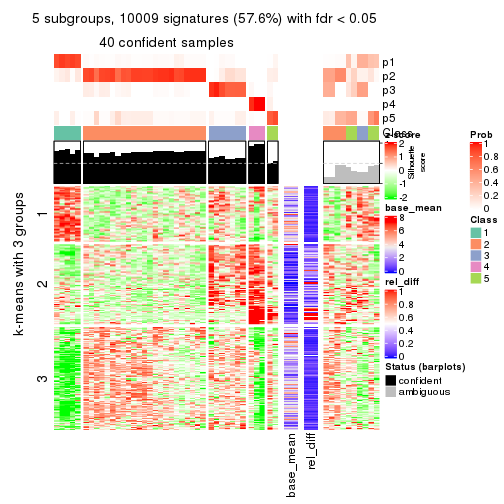 5 subgroups, 10009 signatures (57.6%) with fdr < 0.05
40 confident samples
p1
p2
p3
p4
p5
Class
Silhouette
score
k-means with 3 groups
1
2
3
base_mean
rel_diff
z-score
2
1
0
-1
-2
base_mean
8
6
4
2
0
rel_diff
1
0.8
0.6
0.4
0.2
0
Status (barplots)
confident
ambiguous
Prob
1
0.8
0.6
0.4
0.2
0
Class
1
2
3
4
5